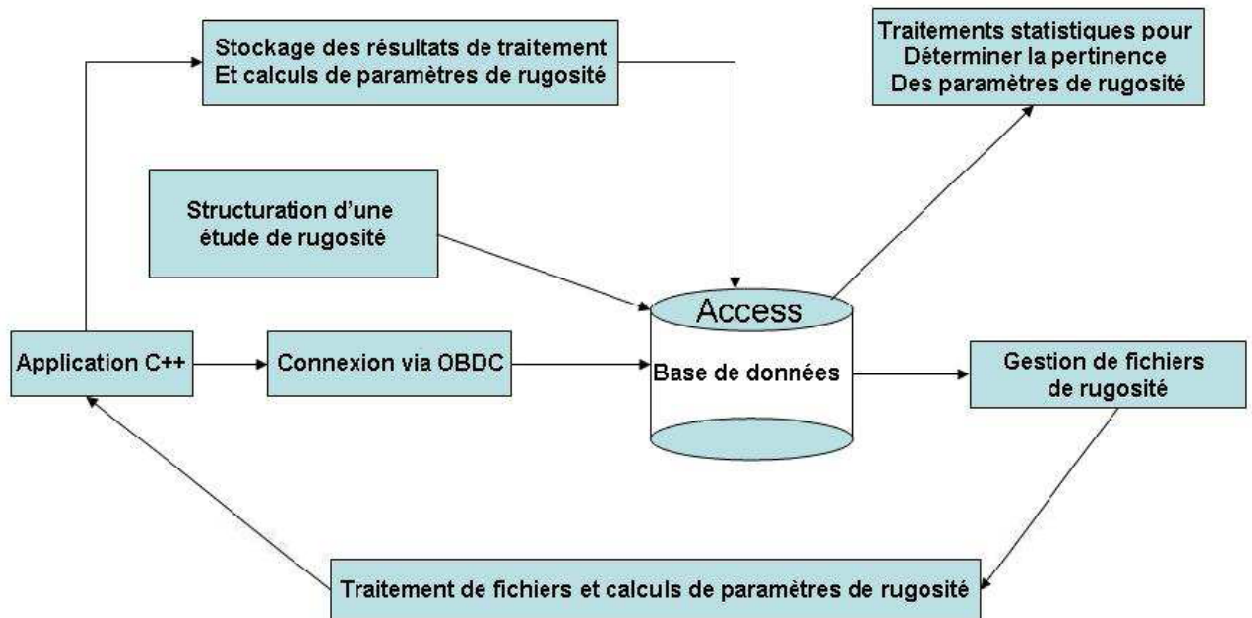 Stockage des résultats de traitement
Et calculs de paramètres de rugosité
Traitements statistiques pour
Déterminer la pertinence
Des paramètres de rugosité
Structuration d'une
étude de rugosité
Access
Application C++
Connexion via OBDC
Base de données
Gestion de fichiers
de rugosité
Traitement de fichiers et calculs de paramètres de rugosité